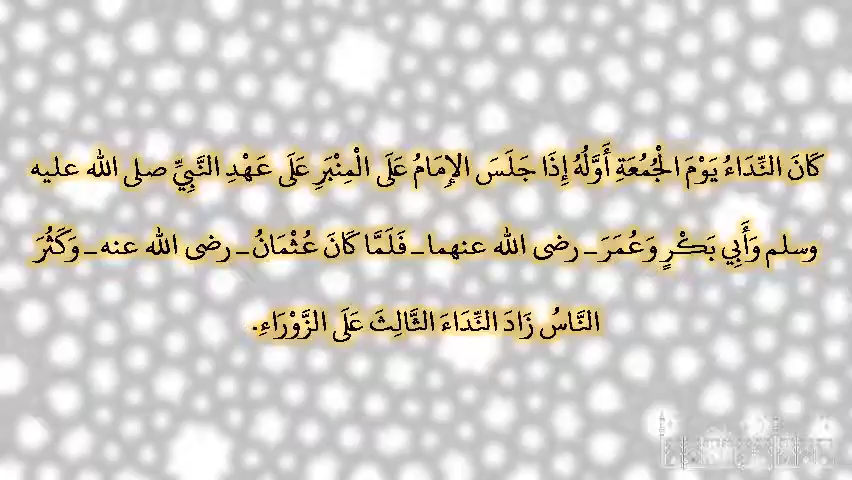 كَانَ النِّدَاءُ يَوْمَ الْجُمُعَةِ أَوَّلُهُ إِذَا جَلَسَ الإِمَامُ عَلَى الْمِنْبَرِ عَلَى عَهْدِ النَّبِيِّ صلى الله عليه
وسلم وَأَبِي بَكْرٍ وَعُمَرَ ـ رضى الله عنهما ـ فَلَمَّا كَانَ عُثْمَانُ ـ رضى الله عنه ـ وَكَثُرَ
النَّاسُ زَادَ النِّدَاءَ الثَّالِثَ عَلَى الزَّوْرَاءِ.